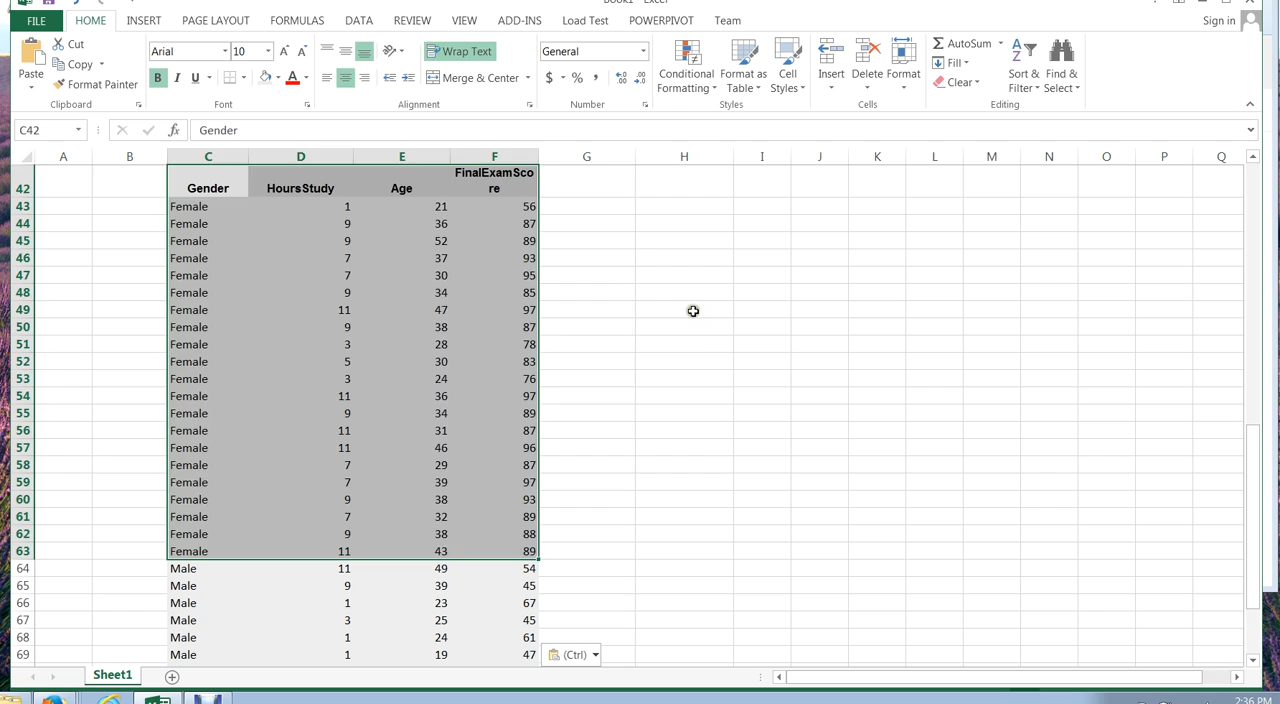 Book1 - Excel
FILE HOME INSERT PAGE LAYOUT FORMULAS DATA REVIEW VIEW ADD-INS Load Test POWERPIVOT Team Sign in
Paste
Cut
Copy
Format Painter
Clipboard
Arial 10
B I U
Font
Wrap Text
Merge & Center
Alignment
General
$ % ,
Number
Conditional Formatting
Format as Table
Cell Styles
Styles
Insert Delete Format
Cells
AutoSum
Fill
Clear
Sort & Filter
Find & Select
Editing
C42 fx Gender
A B C D E F G H I J K L M N O P Q
42 Gender HoursStudy Age FinalExamSco
re
43 Female 1 21 56
44 Female 9 36 87
45 Female 9 52 89
46 Female 7 37 93
47 Female 7 30 95
48 Female 9 34 85
49 Female 11 47 97
50 Female 9 38 87
51 Female 3 28 78
52 Female 5 30 83
53 Female 3 24 76
54 Female 11 36 97
55 Female 9 34 89
56 Female 11 31 87
57 Female 11 46 96
58 Female 7 29 87
59 Female 7 39 97
60 Female 9 38 93
61 Female 7 32 89
62 Female 9 38 88
63 Female 11 43 89
64 Male 11 49 54
65 Male 9 39 45
66 Male 1 23 67
67 Male 3 25 45
68 Male 1 24 61
69 Male 1 19 47
(Ctrl)
Sheet1
2:36 PM